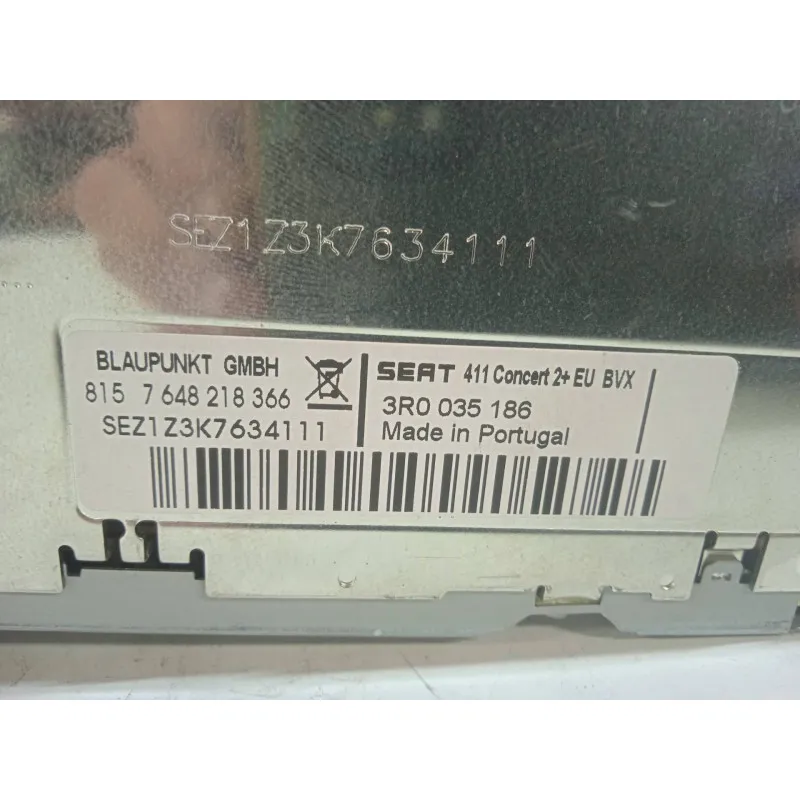 SEZ1Z3K7634111
BLAUPUNKT GMBH
815 7 648 218 366
SEZ1Z3K7634111
SEAT 411 Concert 2+ EU BVX
3R0 035 186
Made in Portugal